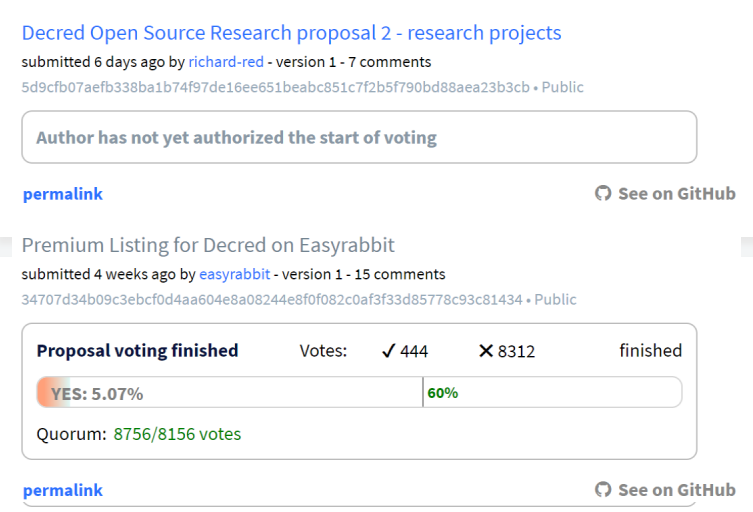 Decred Open Source Research proposal 2 - research projects
submitted 6 days ago by richard-red - version 1 - 7 comments
5d9cfb07aefb338ba1b74f97de16ee651beabc851c7f2b5f790bd88aea23b3cb • Public
Author has not yet authorized the start of voting
permalink See on GitHub
Premium Listing for Decred on Easyrabbit
submitted 4 weeks ago by easyrabbit - version 1 - 15 comments
34707d34b09c3ebcf0d4aa604e8a08244e8f0f082c0af3f33d85778c93c81434 • Public
Proposal voting finished Votes: ✓ 444 ✕ 8312 finished
YES: 5.07% 60%
Quorum: 8756/8156 votes
permalink See on GitHub